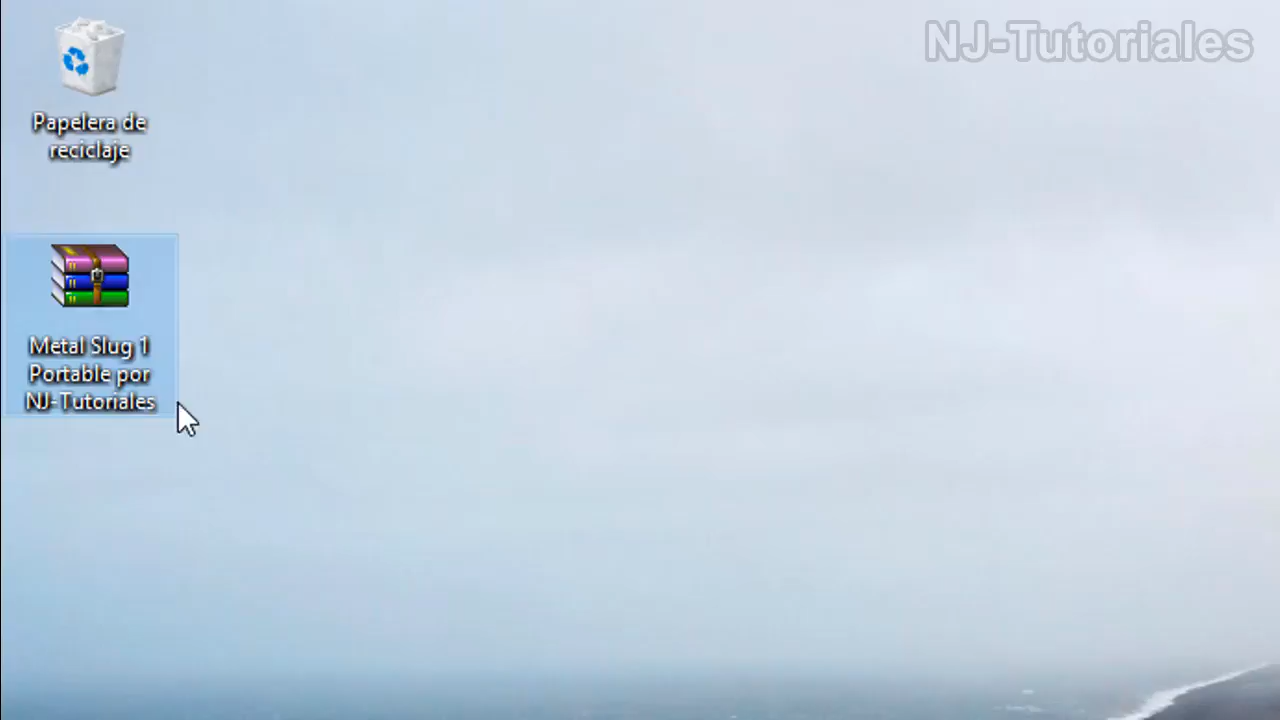 NJ-Tutoriales
Papelera de
reciclaje
Metal Slug 1
Portable por
NJ-Tutoriales